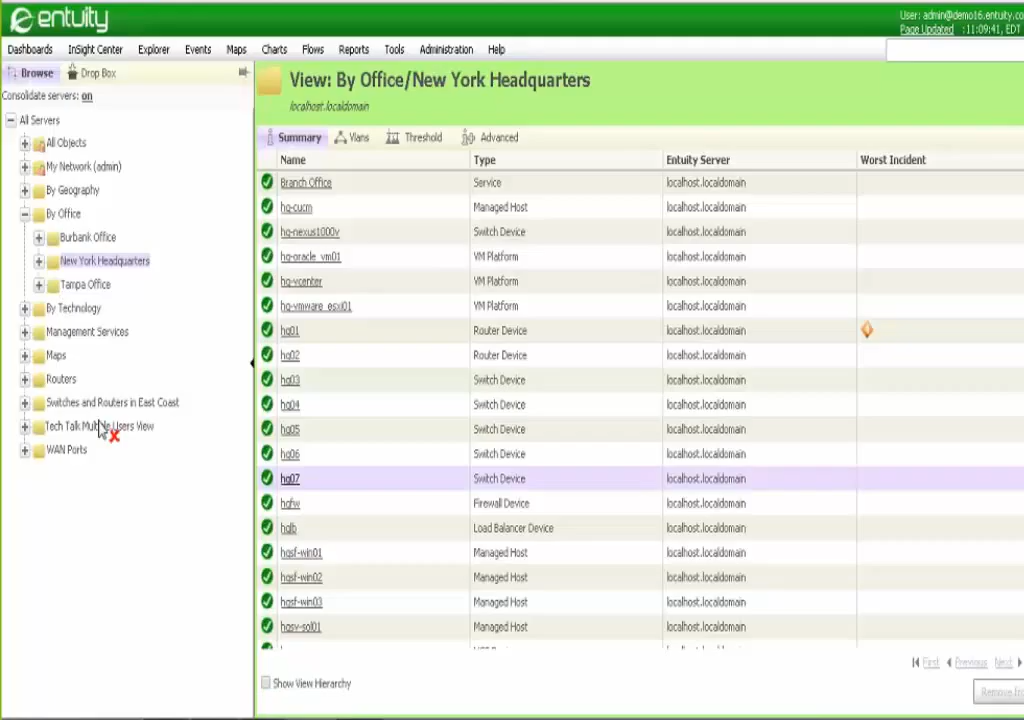 entuity
User: admin@demo16.entuity.co
Page Updated :11:09:41, EDT
Dashboards InSight Center Explorer Events Maps Charts Flows Reports Tools Administration Help
Browse Drop Box
Consolidate servers: on
All Servers
All Objects
My Network (admin)
By Geography
By Office
Burbank Office
New York Headquarters
Tampa Office
By Technology
Management Services
Maps
Routers
Switches and Routers in East Coast
Tech Talk Multiple Users View
WAN Ports
View: By Office/New York Headquarters
localhost.localdomain
Summary Vlans Threshold Advanced
Name Type Entuity Server Worst Incident
Branch Office Service localhost.localdomain
hq-cucm Managed Host localhost.localdomain
hq-nexus1000v Switch Device localhost.localdomain
hq-oracle_vm01 VM Platform localhost.localdomain
hq-vcenter VM Platform localhost.localdomain
hq-vmware_esxi01 VM Platform localhost.localdomain
hq01 Router Device localhost.localdomain
hq02 Router Device localhost.localdomain
hq03 Switch Device localhost.localdomain
hq04 Switch Device localhost.localdomain
hq05 Switch Device localhost.localdomain
hq06 Switch Device localhost.localdomain
hq07 Switch Device localhost.localdomain
hqfw Firewall Device localhost.localdomain
hqlb Load Balancer Device localhost.localdomain
hqsf-win01 Managed Host localhost.localdomain
hqsf-win02 Managed Host localhost.localdomain
hqsf-win03 Managed Host localhost.localdomain
hqsv-sol01 Managed Host localhost.localdomain
First Previous Next
Show View Hierarchy
Remove fro